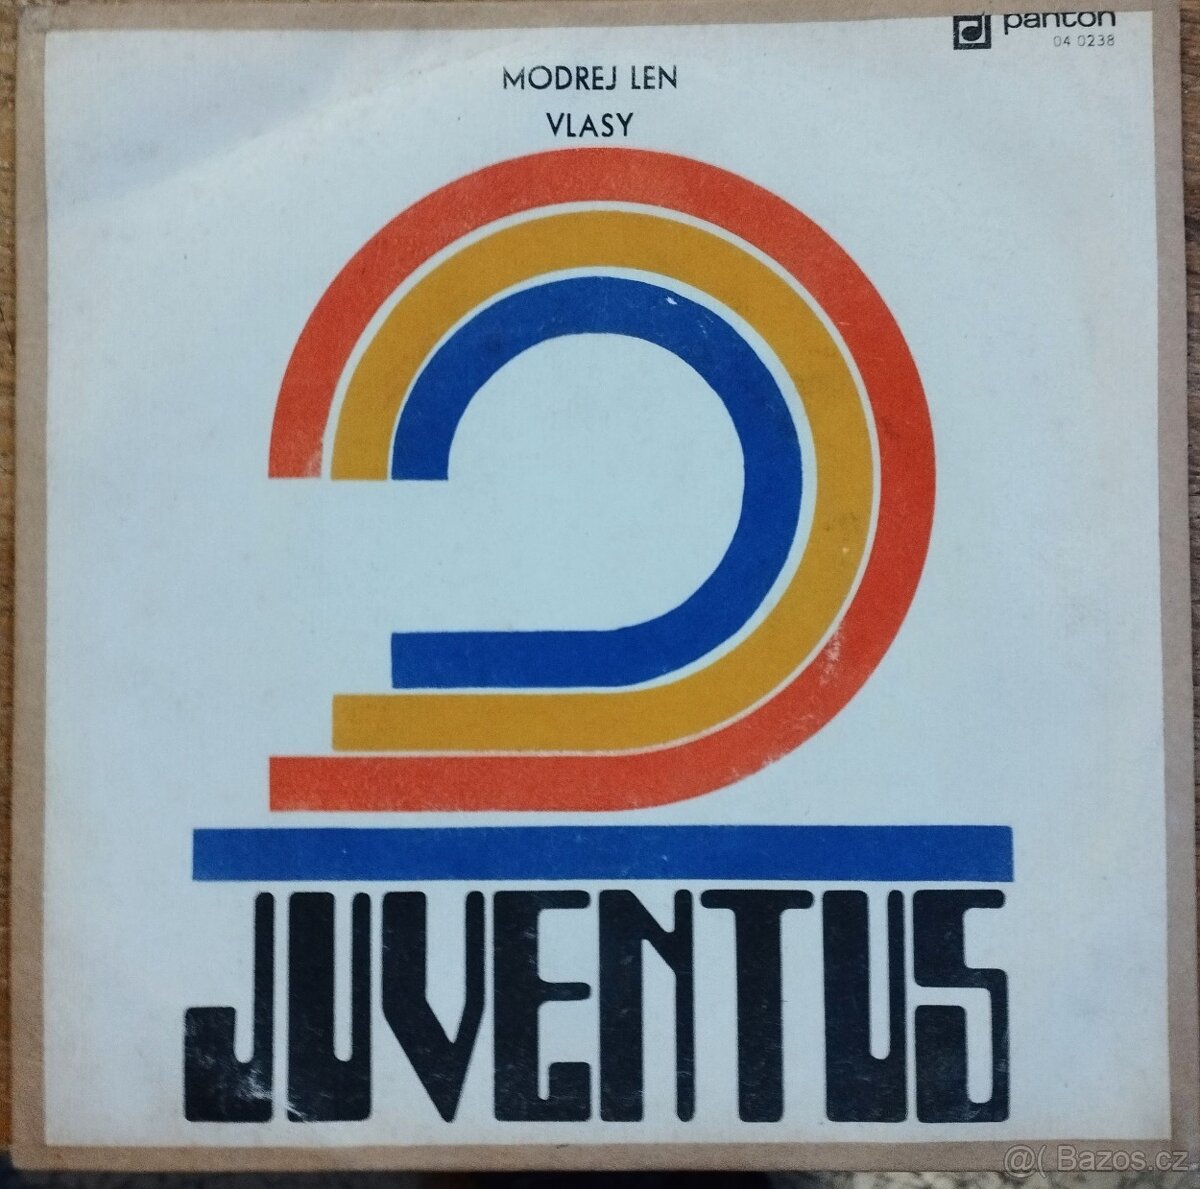 panton
04 0238
MODREJ LEN
VLASY
JUVENTUS
@( Bazos.cz